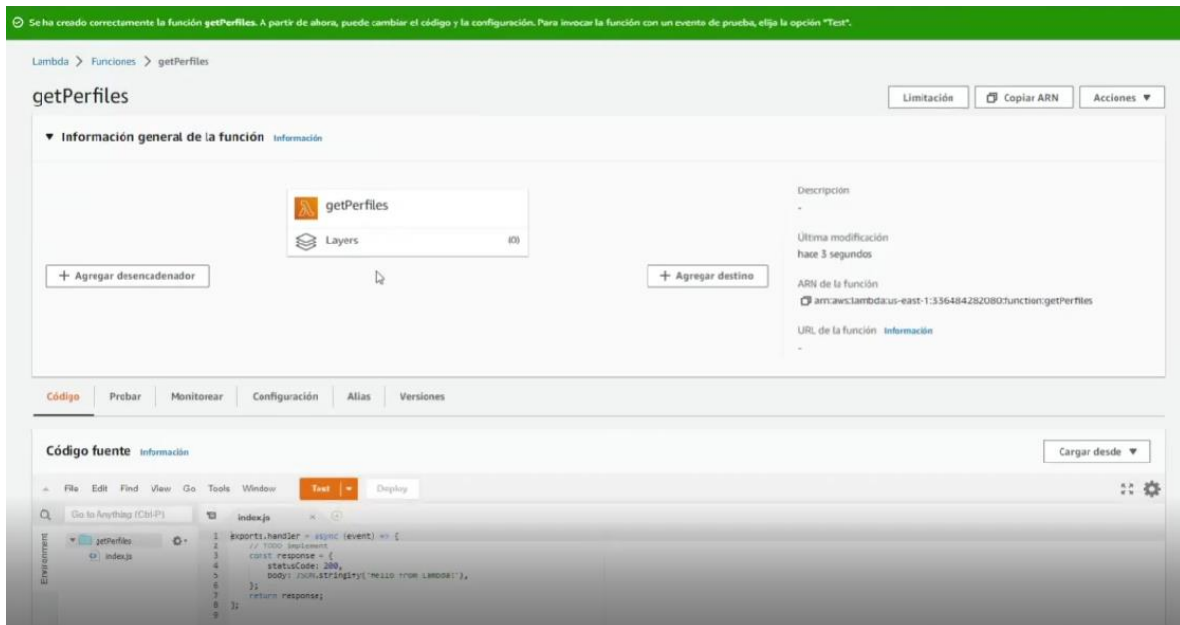 Se ha creado correctamente la función getPerfiles. A partir de ahora, puede cambiar el código y la configuración. Para invocar la función con un evento de prueba, elija la opción "Test".
Lambda > Funciones > getPerfiles
getPerfiles
Limitación
Copiar ARN
Acciones
Información general de la función Información
getPerfiles
Layers (0)
+ Agregar desencadenador
+ Agregar destino
Descripción
-
Última modificación
hace 3 segundos
ARN de la función
arn:aws:lambda:us-east-1:336484282080:function:getPerfiles
URL de la función Información
-
Código Probar Monitorear Configuración Alias Versiones
Código fuente Información
Cargar desde
File Edit Find View Go Tools Window Test Deploy
Go to Anything (Ctrl-P)
index.js
Environment
getPerfiles
index.js
1 exports.handler = async (event) => {
2 // TODO implement
3 const response = {
4 statusCode: 200,
5 body: JSON.stringify('Hello from Lambda!'),
6 };
7 return response;
8 };
9